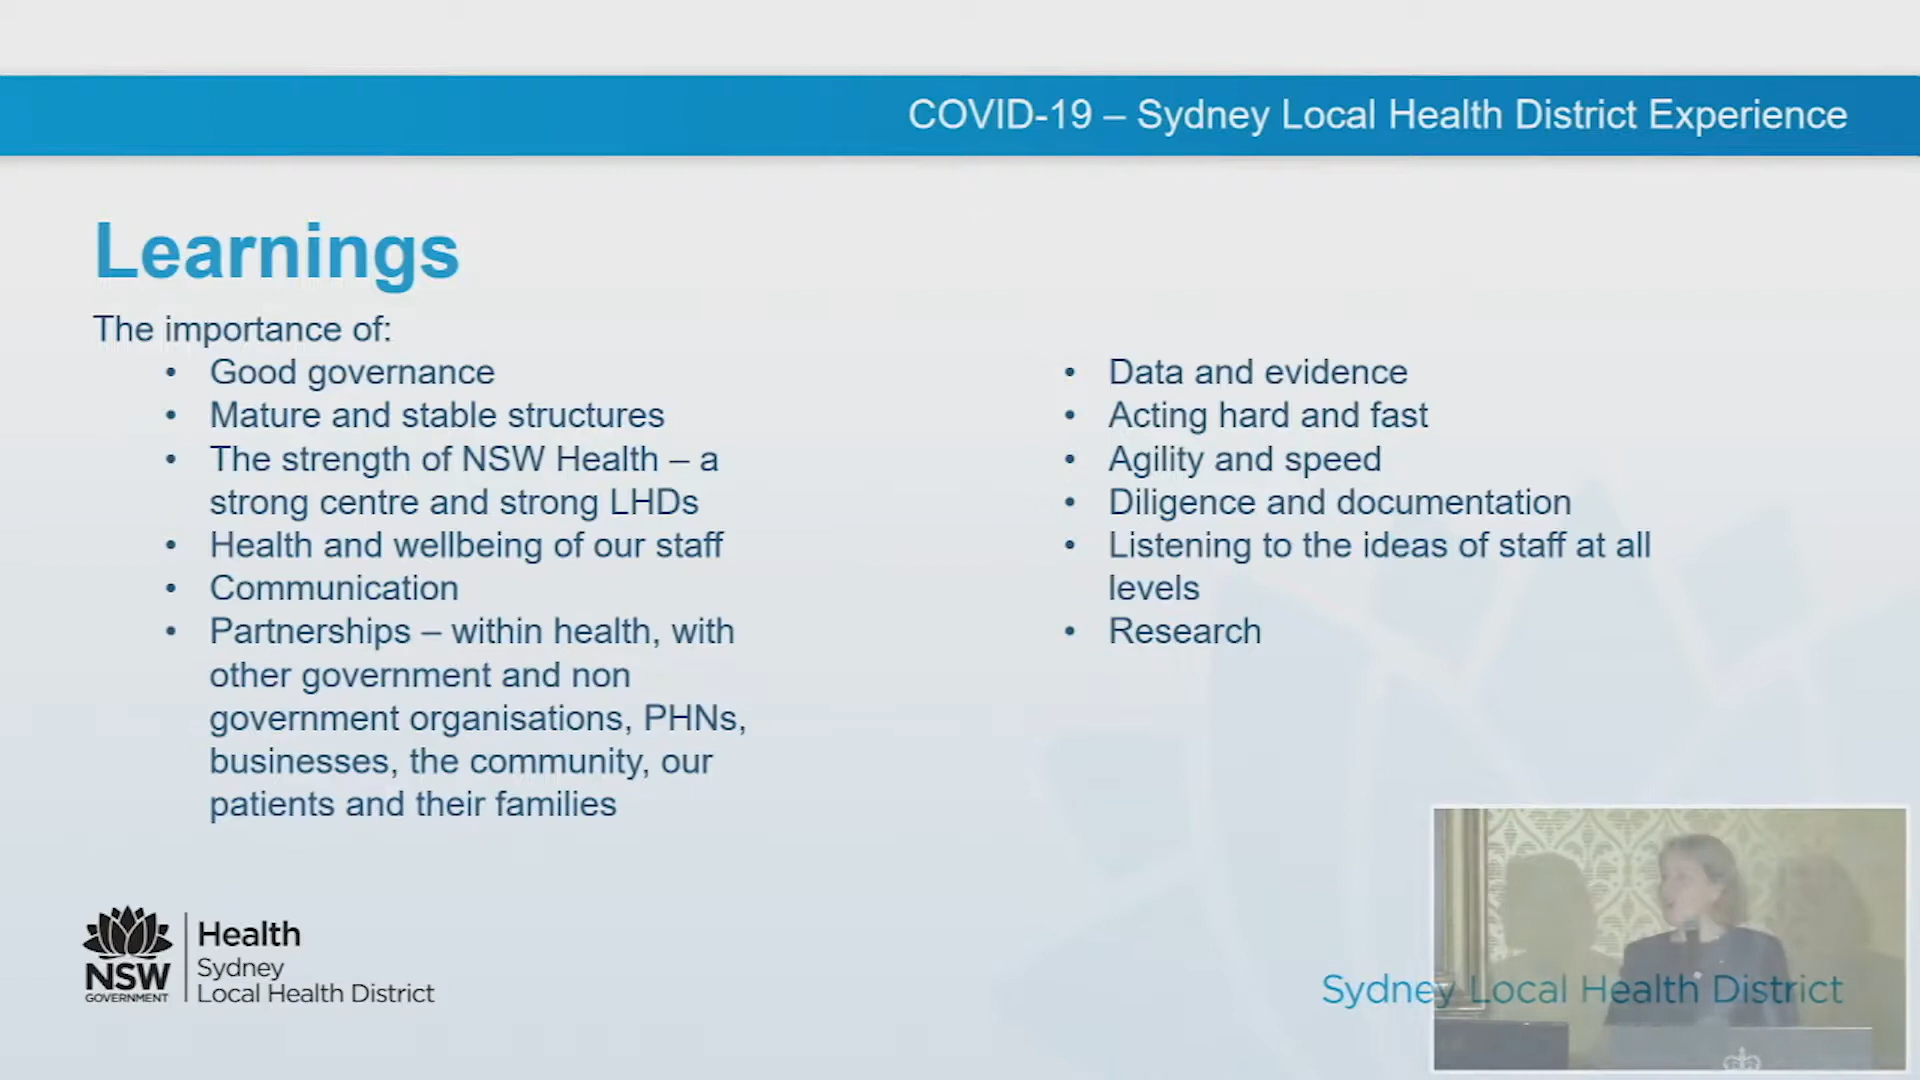 COVID-19 – Sydney Local Health District Experience
Learnings
The importance of:
• Good governance
• Mature and stable structures
• The strength of NSW Health – a
strong centre and strong LHDs
• Health and wellbeing of our staff
• Communication
• Partnerships – within health, with
other government and non
government organisations, PHNs,
businesses, the community, our
patients and their families
• Data and evidence
• Acting hard and fast
• Agility and speed
• Diligence and documentation
• Listening to the ideas of staff at all
levels
• Research
NSW
GOVERNMENT
Health
Sydney
Local Health District
Sydney Local Health District